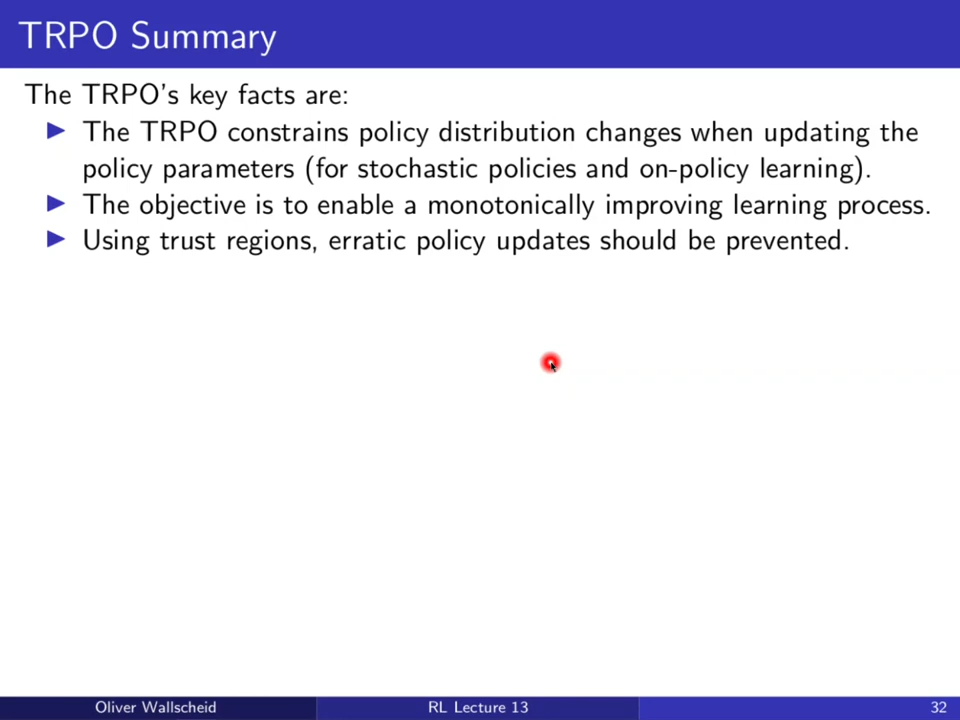 TRPO Summary
The TRPO's key facts are:
The TRPO constrains policy distribution changes when updating the
policy parameters (for stochastic policies and on-policy learning).
The objective is to enable a monotonically improving learning process.
Using trust regions, erratic policy updates should be prevented.
Oliver Wallscheid
RL Lecture 13
32